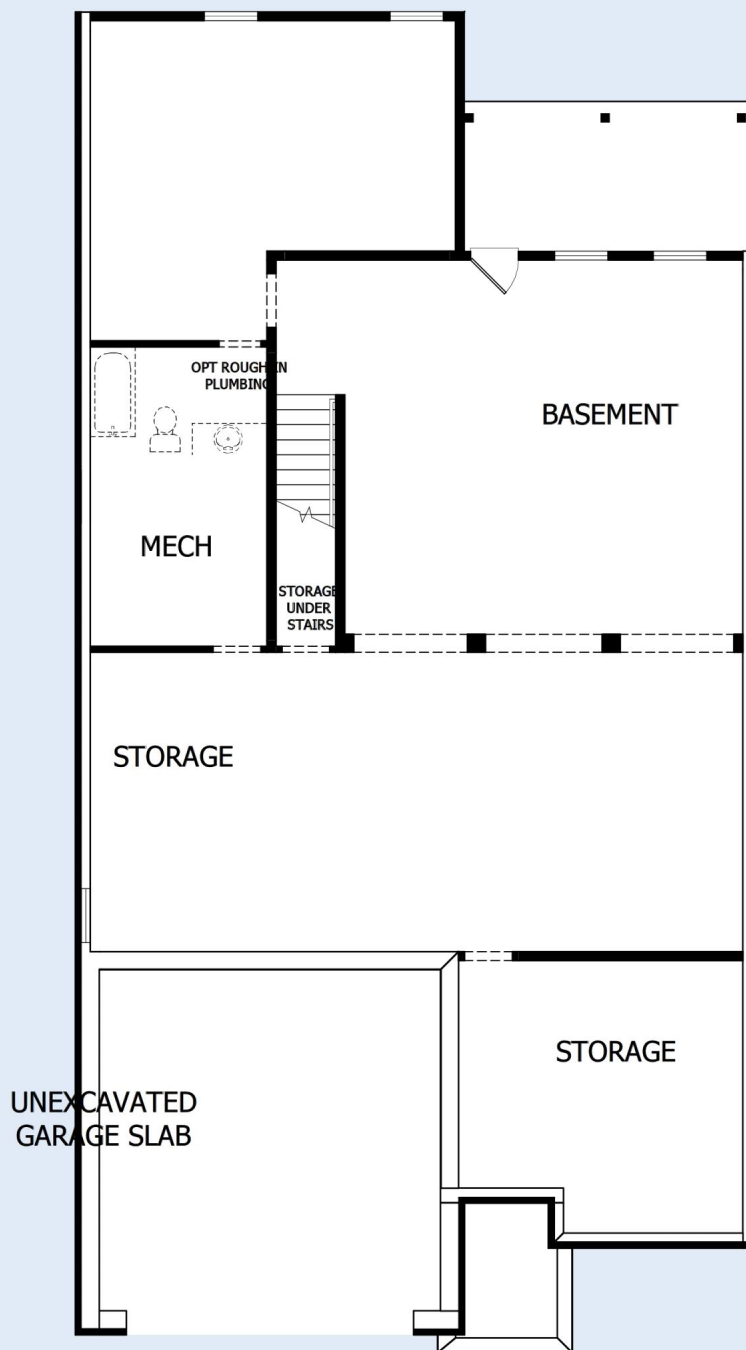 OPT ROUGH IN
PLUMBING
BASEMENT
MECH
STORAGE
UNDER
STAIRS
STORAGE
STORAGE
UNEXCAVATED
GARAGE SLAB